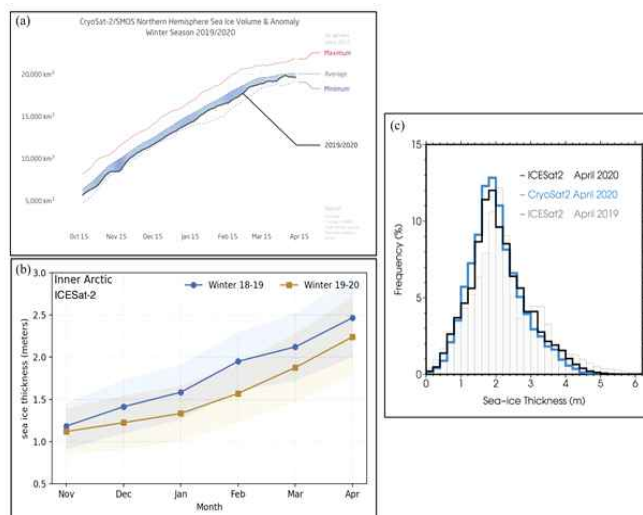 (a)
CryoSat-2/SMOS Northern Hemisphere Sea Ice Volume & Anomaly
Winter Season 2019/2020
Maximum
20,000 km³
Average
Minimum
15,000 km³
2019/2020
10,000 km³
5,000 km³
Oct 15
Nov 15
Dec 15
Jan 15
Feb 15
Mar 15
Apr 15
(b)
Inner Arctic
ICESat-2
Winter 18-19
Winter 19-20
sea ice thickness (meters)
3.0
2.5
2.0
1.5
1.0
0.5
Nov
Dec
Jan
Feb
Mar
Apr
Month
(c)
ICESat2 April 2020
CryoSat2 April 2020
ICESat2 April 2019
Frequency (%)
15
10
5
0
0
1
2
3
4
5
6
Sea-ice Thickness (m)